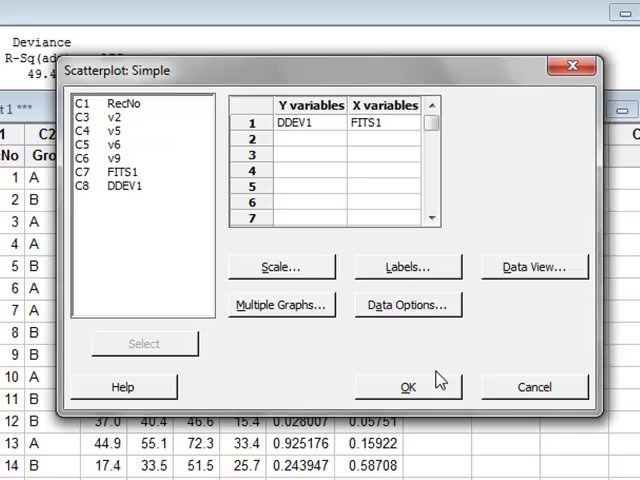 Deviance
R-Sq(ad
49.4
Scatterplot: Simple
t 1 ***
C1 RecNo
C3 v2
C4 v5
C5 v6
C6 v9
C7 FITS1
C8 DDEV1
Y variables X variables
1 DDEV1 FITS1
2
3
4
5
6
7
Scale... Labels... Data View...
Multiple Graphs... Data Options...
Select
Help OK Cancel
1 C2 C
No Gro
1 A
2 B
3 A
4 A
5 B
6 A
7 A
8 B
9 B
10 A
11 B
12 B 37.0 40.4 46.6 15.4 0.028007 0.05751
13 A 44.9 55.1 72.3 33.4 0.925176 0.15922
14 B 17.4 33.5 51.5 25.7 0.243947 0.58708